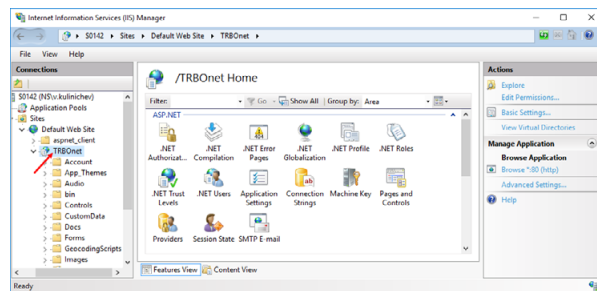 Internet Information Services (IIS) Manager
S0142 Sites Default Web Site TRBOnet
File View Help
Connections
S0142 (NS\v.kulinichev)
Application Pools
Sites
Default Web Site
aspnet_client
TRBOnet
Account
App_Themes
Audio
bin
Controls
CustomData
Docs
Forms
GeocodingScripts
Images
/TRBOnet Home
Filter: Go Show All Group by: Area
ASP.NET
.NET Authorizat...
.NET Compilation
.NET Error Pages
.NET Globalization
.NET Profile
.NET Roles
.NET Trust Levels
.NET Users
Application Settings
Connection Strings
Machine Key
Pages and Controls
Providers
Session State
SMTP E-mail
Features View Content View
Actions
Explore
Edit Permissions...
Basic Settings...
View Virtual Directories
Manage Application
Browse Application
Browse *:80 (http)
Advanced Settings...
Help
Ready